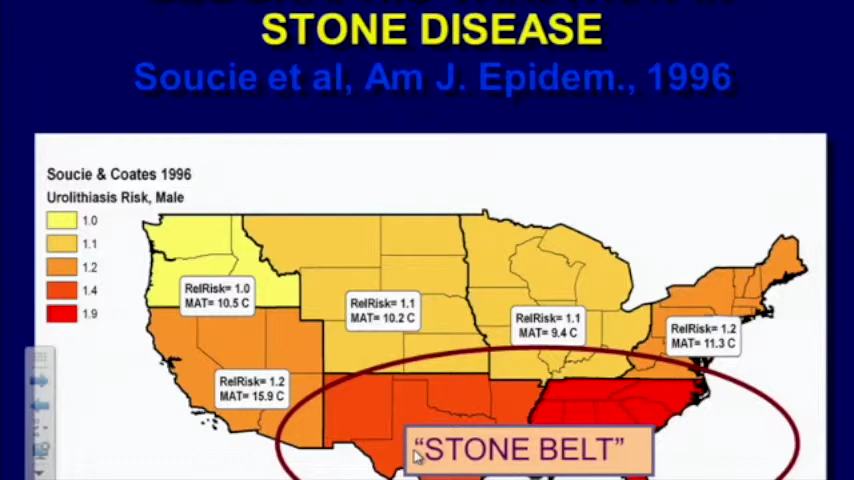 STONE DISEASE
Soucie et al, Am J. Epidem., 1996
Soucie & Coates 1996
Urolithiasis Risk, Male
1.0
1.1
1.2
1.4
1.9
RelRisk= 1.0
MAT= 10.5 C
RelRisk= 1.1
MAT= 10.2 C
RelRisk= 1.1
MAT= 9.4 C
RelRisk= 1.2
MAT= 11.3 C
RelRisk= 1.2
MAT= 15.9 C
“STONE BELT”